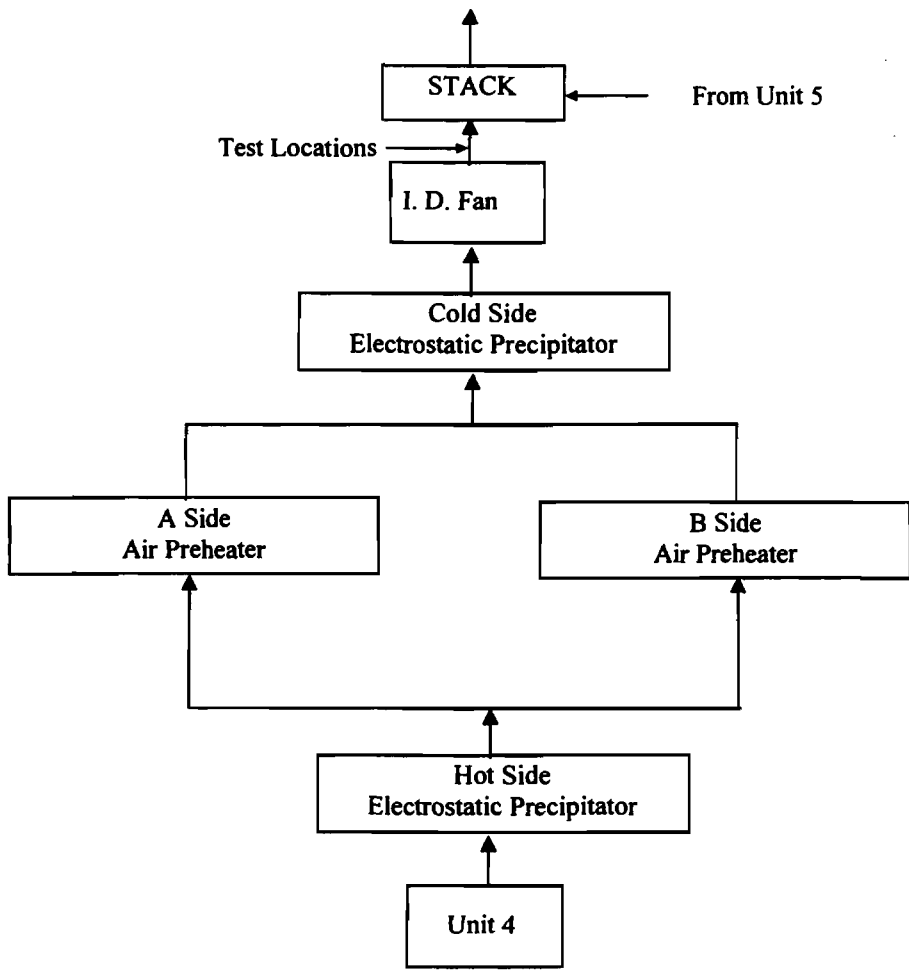 STACK
From Unit 5
Test Locations
I. D. Fan
Cold Side
Electrostatic Precipitator
A Side
Air Preheater
B Side
Air Preheater
Hot Side
Electrostatic Precipitator
Unit 4